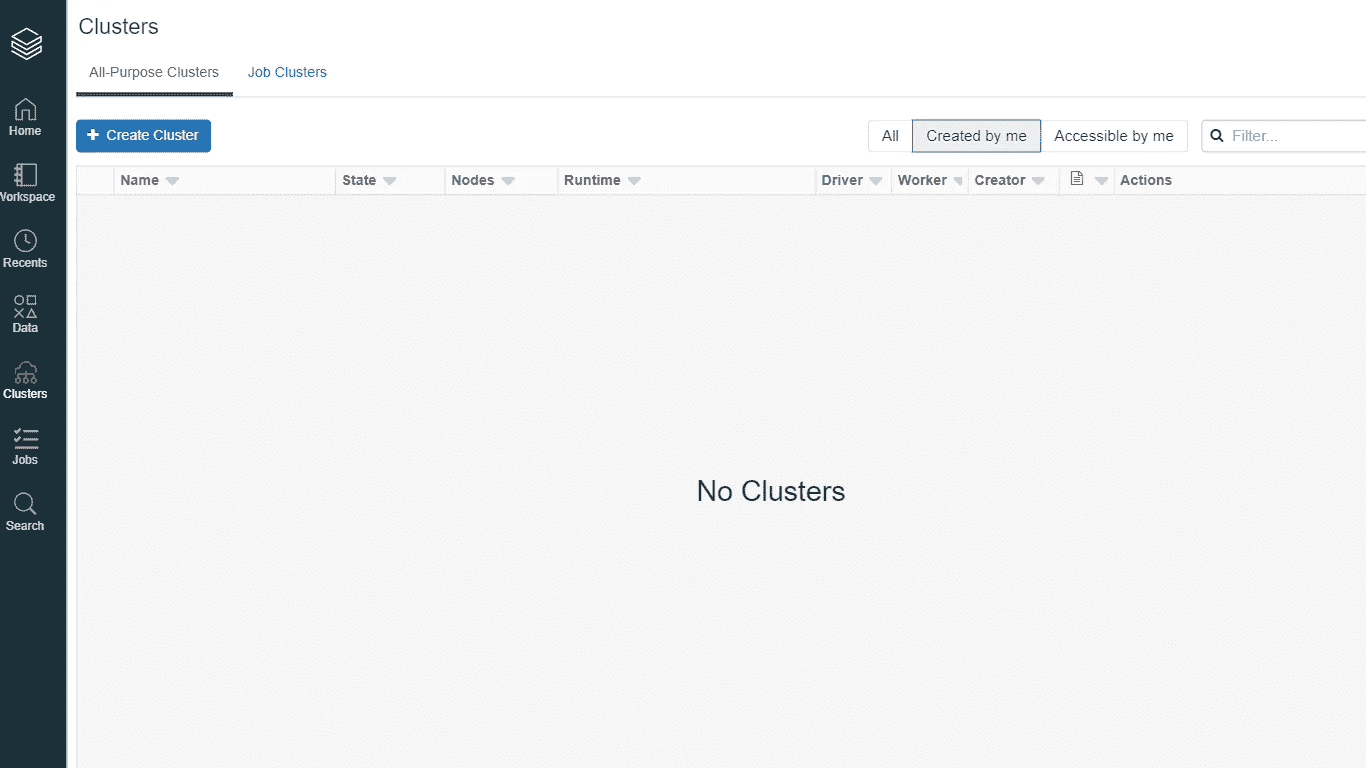 Clusters
All-Purpose Clusters Job Clusters
Home
Create Cluster All Created by me Accessible by me Filter...
Name State Nodes Runtime Driver Worker Creator Actions
Workspace
Recents
Data
Clusters
Jobs
No Clusters
Search